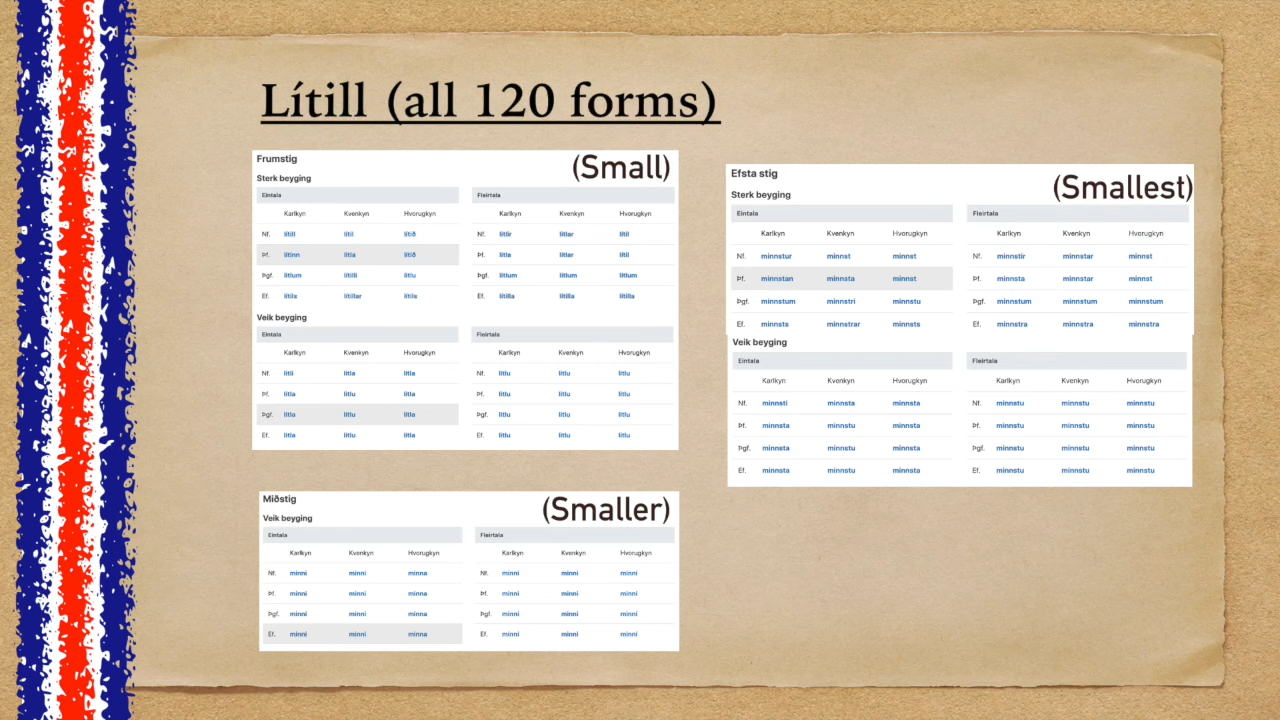 Lítill (all 120 forms)
Frumstig (Small)
Sterk beyging
Eintala Fleirtala
Karlkyn Kvenkyn Hvorugkyn Karlkyn Kvenkyn Hvorugkyn
Nf. lítill lítil lítið Nf. litlir litlar lítil
Þf. lítinn litla lítið Þf. litla litlar lítil
Þgf. litlum lítilli litlu Þgf. litlum litlum litlum
Ef. lítils lítillar lítils Ef. lítilla lítilla lítilla
Veik beyging
Eintala Fleirtala
Karlkyn Kvenkyn Hvorugkyn Karlkyn Kvenkyn Hvorugkyn
Nf. litli litla litla Nf. litlu litlu litlu
Þf. litla litlu litla Þf. litlu litlu litlu
Þgf. litla litlu litla Þgf. litlu litlu litlu
Ef. litla litlu litla Ef. litlu litlu litlu
Miðstig (Smaller)
Veik beyging
Eintala Fleirtala
Karlkyn Kvenkyn Hvorugkyn Karlkyn Kvenkyn Hvorugkyn
Nf. minni minni minna Nf. minni minni minni
Þf. minni minni minna Þf. minni minni minni
Þgf. minni minni minna Þgf. minni minni minni
Ef. minni minni minna Ef. minni minni minni
Efsta stig (Smallest)
Sterk beyging
Eintala Fleirtala
Karlkyn Kvenkyn Hvorugkyn Karlkyn Kvenkyn Hvorugkyn
Nf. minnstur minnst minnst Nf. minnstir minnstar minnst
Þf. minnstan minnsta minnst Þf. minnsta minnstar minnst
Þgf. minnstum minnstri minnstu Þgf. minnstum minnstum minnstum
Ef. minnsts minnstrar minnsts Ef. minnstra minnstra minnstra
Veik beyging
Eintala Fleirtala
Karlkyn Kvenkyn Hvorugkyn Karlkyn Kvenkyn Hvorugkyn
Nf. minnsti minnsta minnsta Nf. minnstu minnstu minnstu
Þf. minnsta minnstu minnsta Þf. minnstu minnstu minnstu
Þgf. minnsta minnstu minnsta Þgf. minnstu minnstu minnstu
Ef. minnsta minnstu minnsta Ef. minnstu minnstu minnstu